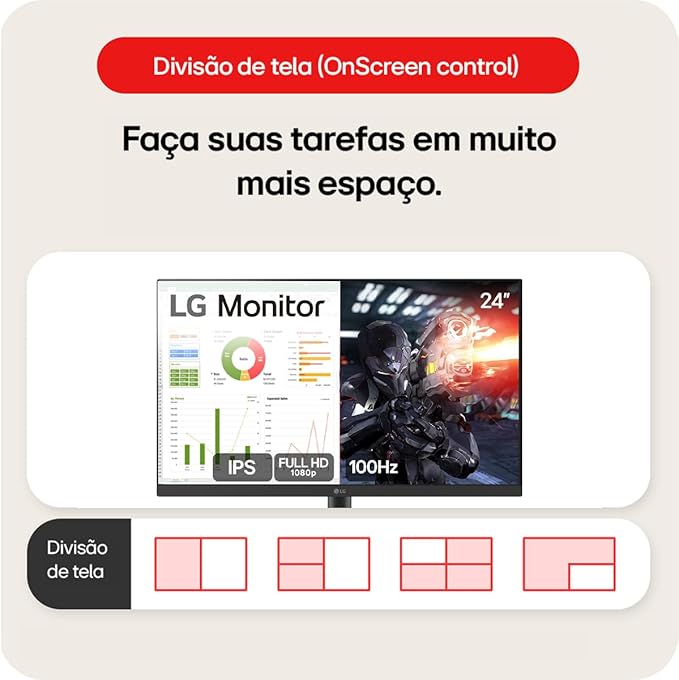 Divisão de tela (OnScreen control)
Faça suas tarefas em muito
mais espaço.
LG Monitor
24"
IPS
FULL HD
1080p
100Hz
LG
Divisão
de tela